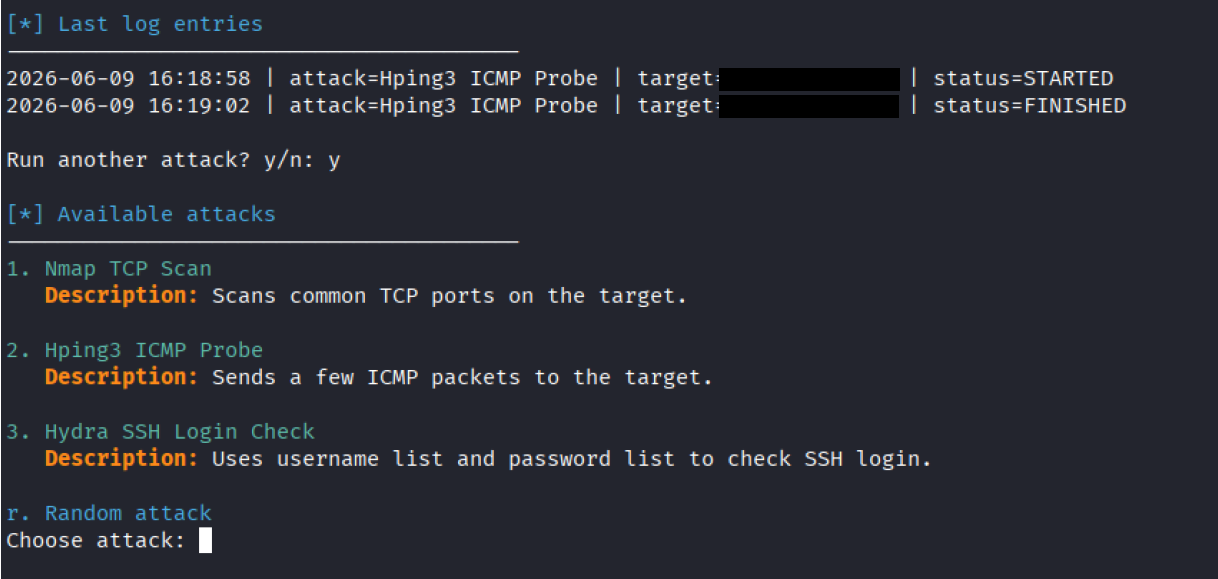 [*] Last log entries
2026-06-09 16:18:58 | attack=Hping3 ICMP Probe | target= | status=STARTED
2026-06-09 16:19:02 | attack=Hping3 ICMP Probe | target= | status=FINISHED
Run another attack? y/n: y
[*] Available attacks
1. Nmap TCP Scan
Description: Scans common TCP ports on the target.
2. Hping3 ICMP Probe
Description: Sends a few ICMP packets to the target.
3. Hydra SSH Login Check
Description: Uses username list and password list to check SSH login.
r. Random attack
Choose attack: